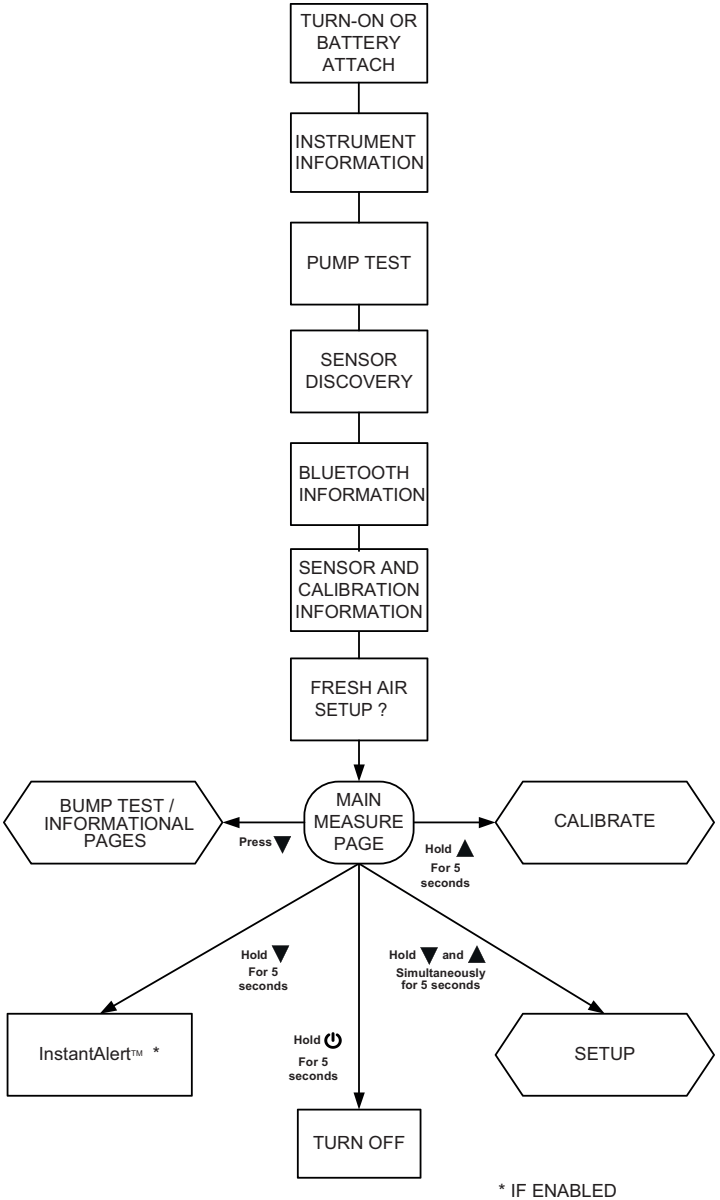 TURN-ON OR
BATTERY
ATTACH
INSTRUMENT
INFORMATION
PUMP TEST
SENSOR
DISCOVERY
BLUETOOTH
INFORMATION
SENSOR AND
CALIBRATION
INFORMATION
FRESH AIR
SETUP ?
BUMP TEST /
INFORMATIONAL
PAGES
Press ▼
MAIN
MEASURE
PAGE
Hold ▲
For 5
seconds
CALIBRATE
Hold ▼
For 5
seconds
Hold ▼ and ▲
Simultaneously
for 5 seconds
Hold ⏻
For 5
seconds
InstantAlert™ *
TURN OFF
SETUP
* IF ENABLED